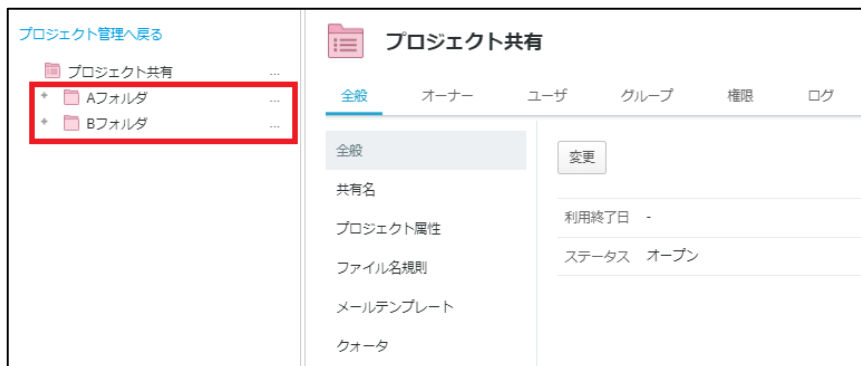 プロジェクト管理へ戻る
プロジェクト共有 ...
Aフォルダ ...
Bフォルダ ...
プロジェクト共有
全般 オーナー ユーザ グループ 権限 ログ
全般
共有名
プロジェクト属性
ファイル名規則
メールテンプレート
クォータ
変更
利用終了日 -
ステータス オープン